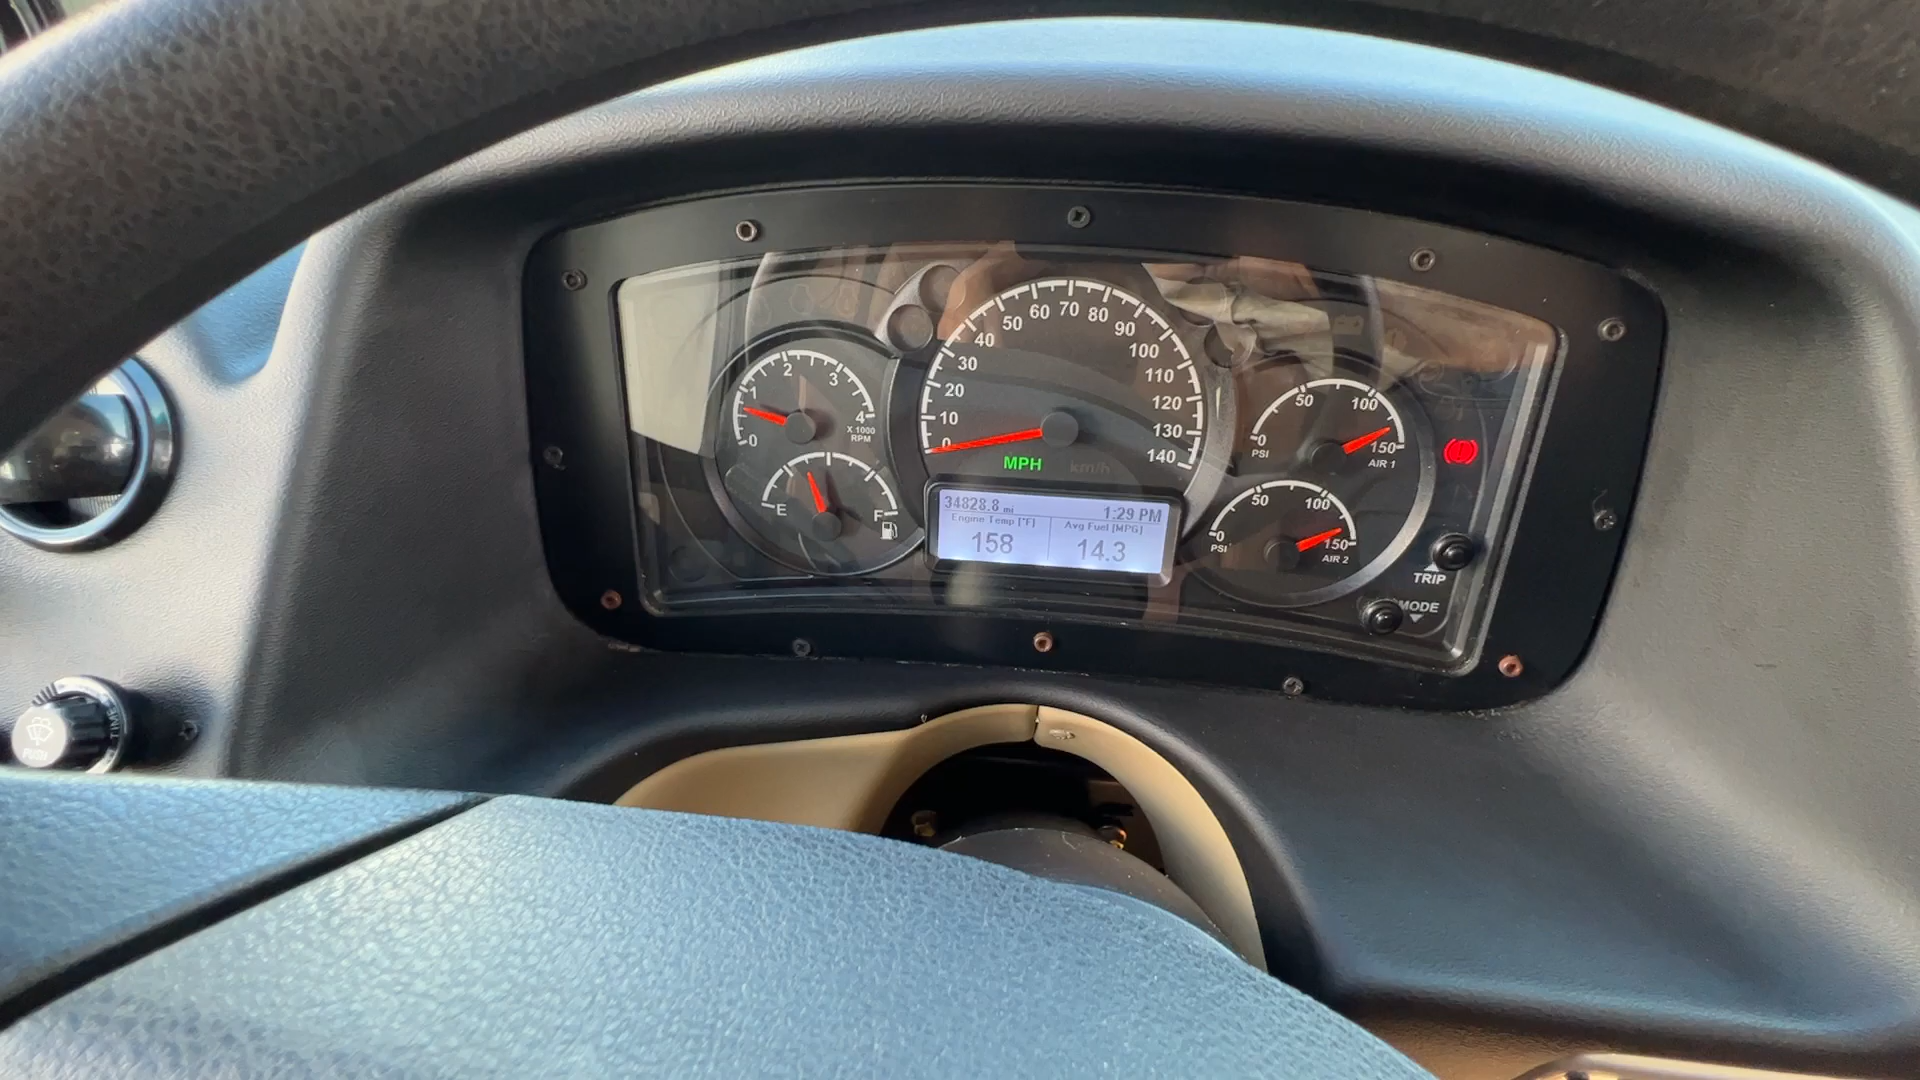 0 1 2 3 4
X 1000
RPM
E F
0 10 20 30 40 50 60 70 80 90 100 110 120 130 140
MPH km/h
34828.8 mi 1:29 PM
Engine Temp [°F] Avg Fuel [MPG]
158 14.3
0 50 100 150
PSI
AIR 1
0 50 100 150
PSI
AIR 2
TRIP
MODE
PUSH